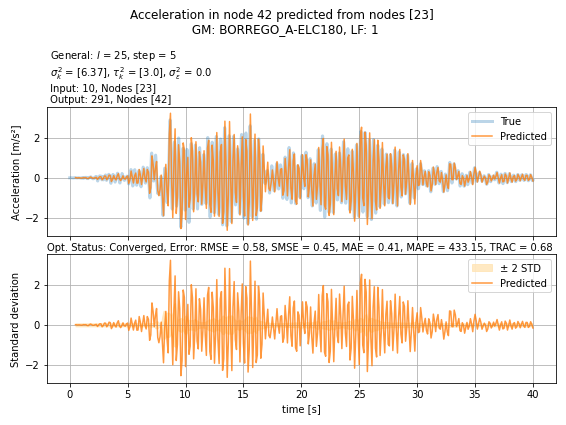 Acceleration in node 42 predicted from nodes [23]
GM: BORREGO_A-ELC180, LF: 1
General: l = 25, step = 5
σ²ₖ = [6.37], τ²ₖ = [3.0], σ²ε = 0.0
Input: 10, Nodes [23]
Output: 291, Nodes [42]
Acceleration [m/s²]
2
0
−2
True
Predicted
Opt. Status: Converged, Error: RMSE = 0.58, SMSE = 0.45, MAE = 0.41, MAPE = 433.15, TRAC = 0.68
Standard deviation
2
0
−2
± 2 STD
Predicted
0 5 10 15 20 25 30 35 40
time [s]